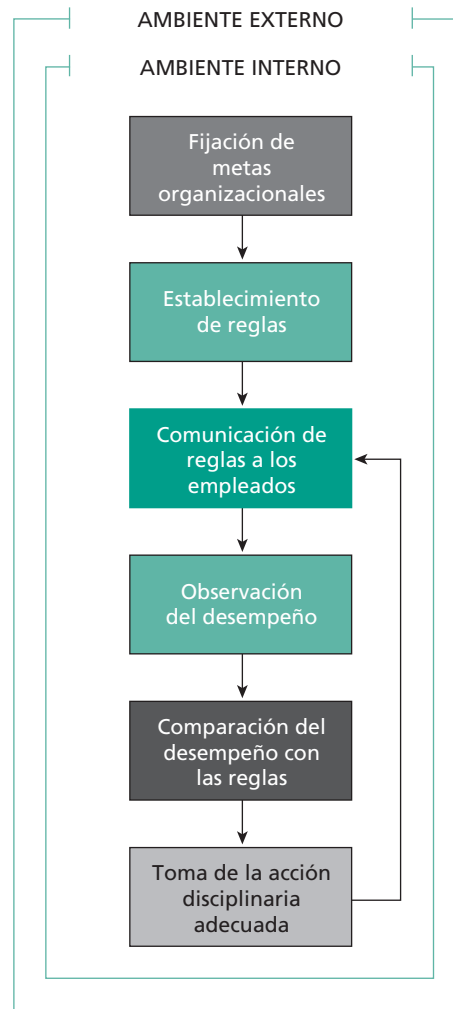 AMBIENTE EXTERNO
AMBIENTE INTERNO
Fijación de
metas
organizacionales
Establecimiento
de reglas
Comunicación de
reglas a los
empleados
Observación
del desempeño
Comparación del
desempeño con
las reglas
Toma de la acción
disciplinaria
adecuada